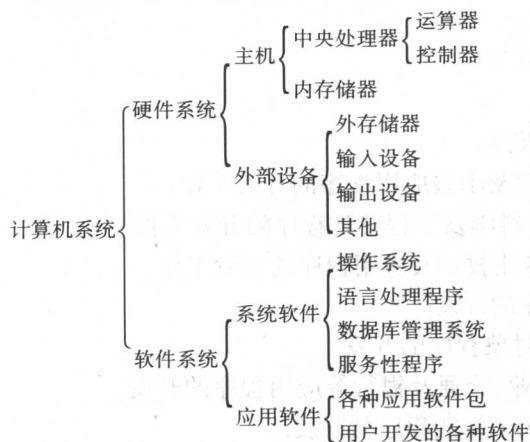 运算器
中央处理器
控制器
主机
内存储器
硬件系统
外存储器
输入设备
外部设备
输出设备
其他
计算机系统
操作系统
语言处理程序
系统软件
数据库管理系统
服务性程序
软件系统
各种应用软件包
应用软件
用户开发的各种软件